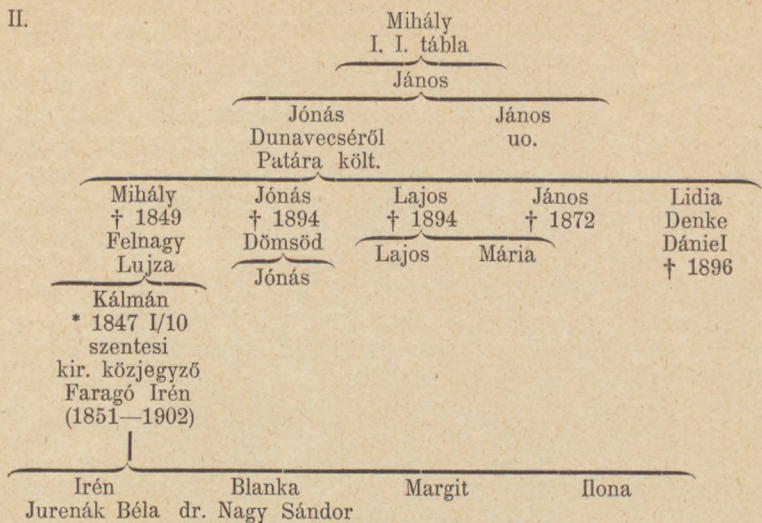 II.
Mihály
I. I. tábla
János
Jónás János
Dunavecséről uo.
Patára költ.
Mihály Jónás Lajos János Lidia
† 1849 † 1894 † 1894 † 1872 Denke
Felnagy Dömsöd Lajos Mária Dániel
Lujza Jónás † 1896
Kálmán
* 1847 I/10
szentesi
kir. közjegyző
Faragó Irén
(1851—1902)
Irén Blanka Margit Ilona
Jurenák Béla dr. Nagy Sándor